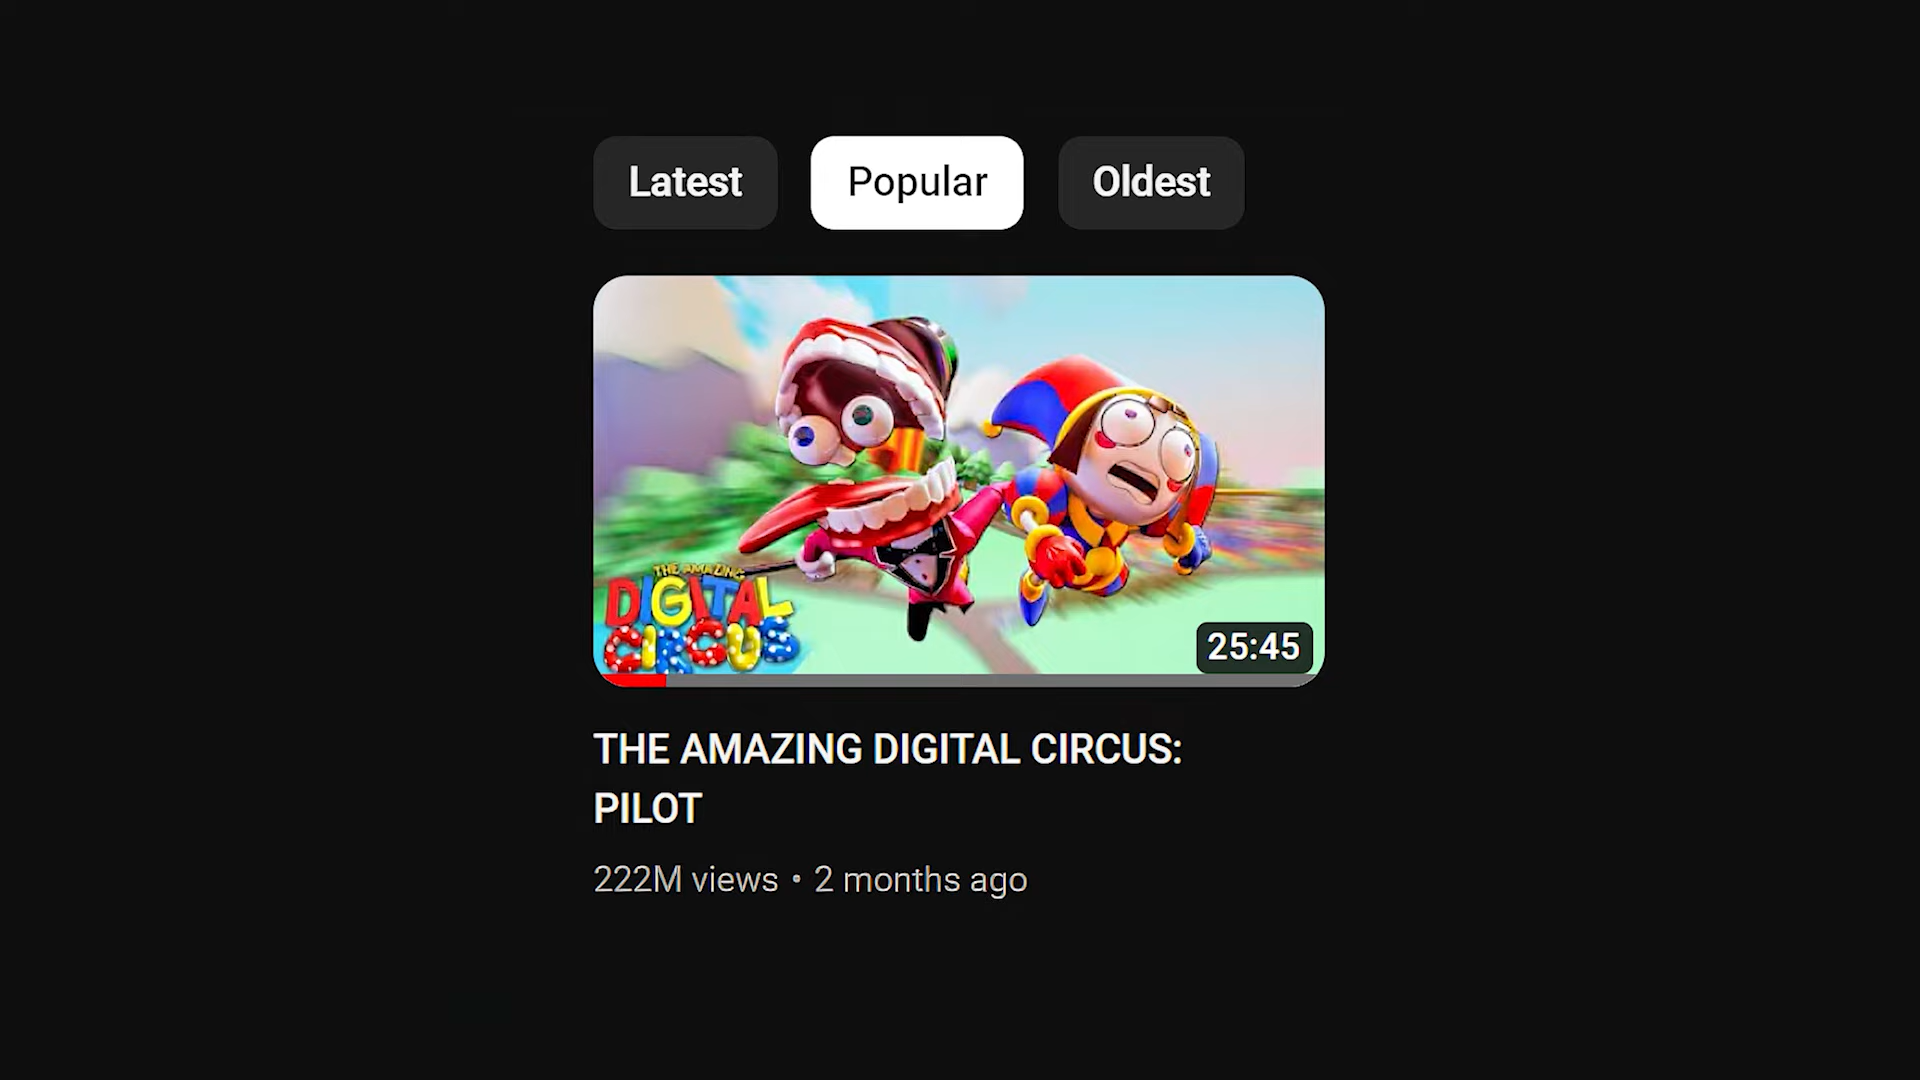 Latest
Popular
Oldest
THE AMAZING
DIGITAL
CIRCUS
25:45
THE AMAZING DIGITAL CIRCUS:
PILOT
222M views • 2 months ago